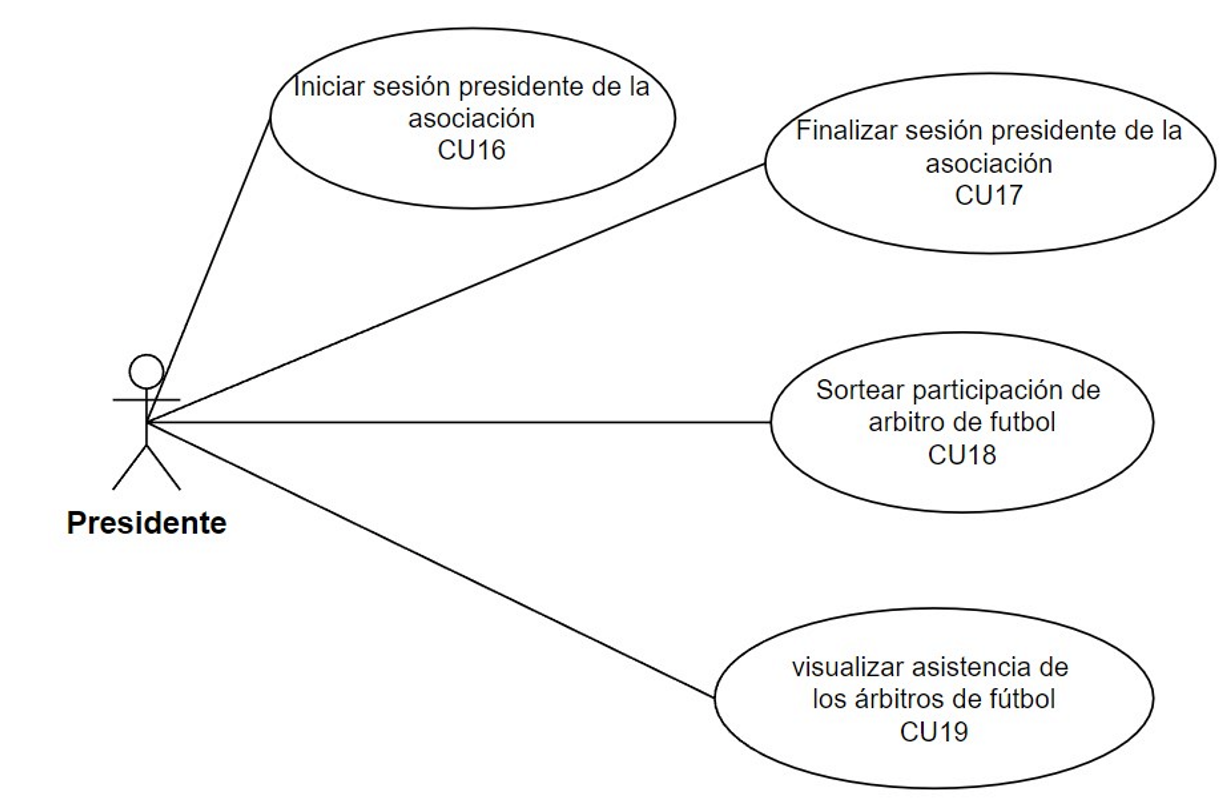 Iniciar sesión presidente de la
asociación
CU16
Finalizar sesión presidente de la
asociación
CU17
Sortear participación de
arbitro de futbol
CU18
Presidente
visualizar asistencia de
los árbitros de fútbol
CU19